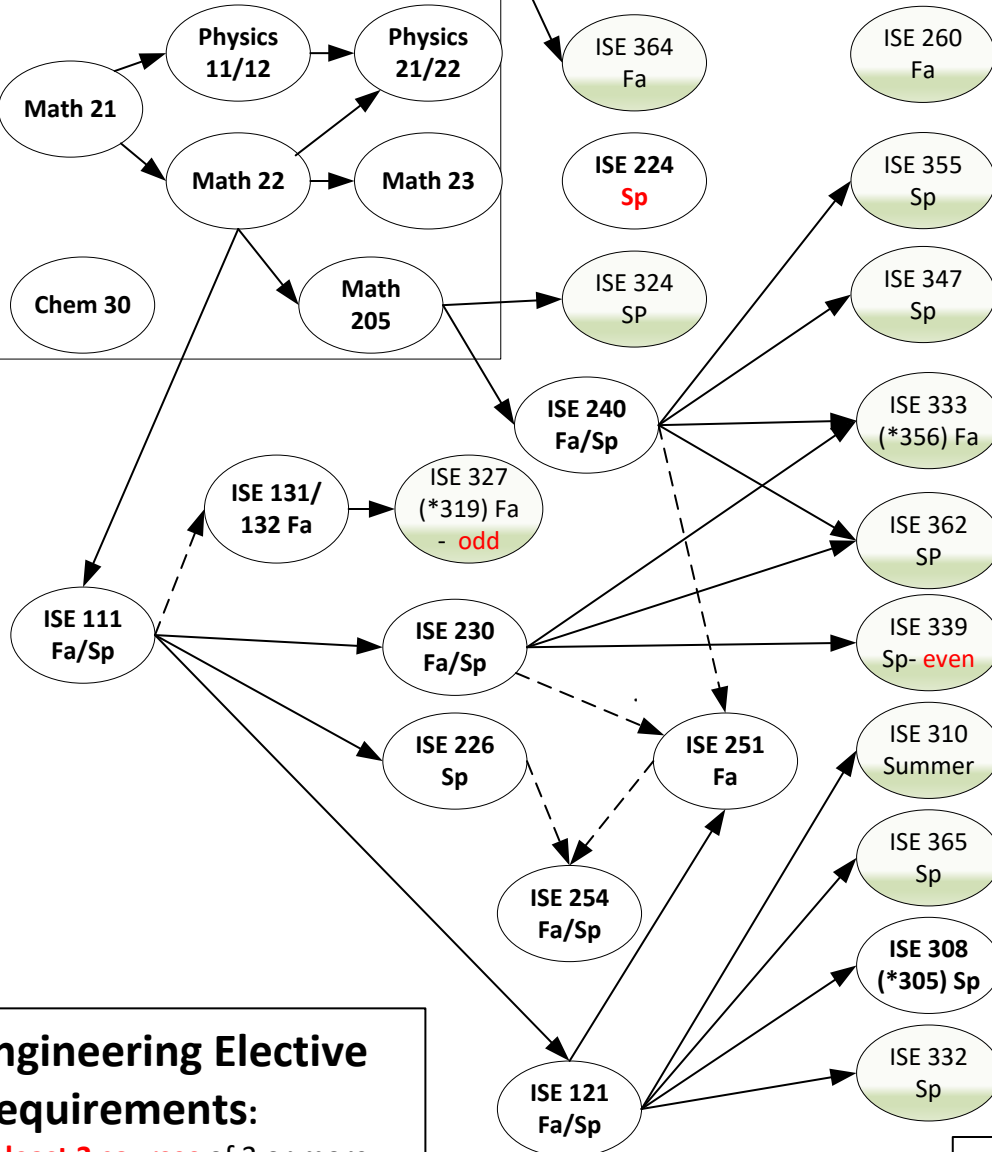 Physics
11/12
Physics
21/22
ISE 364
Fa
ISE 260
Fa
Math 21
Math 22
Math 23
ISE 224
Sp
ISE 355
Sp
Chem 30
Math
205
ISE 324
SP
ISE 347
Sp
ISE 240
Fa/Sp
ISE 333
(*356) Fa
ISE 131/
132 Fa
ISE 327
(*319) Fa
- odd
ISE 362
SP
ISE 111
Fa/Sp
ISE 230
Fa/Sp
ISE 339
Sp- even
ISE 226
Sp
ISE 251
Fa
ISE 310
Summer
ISE 254
Fa/Sp
ISE 365
Sp
ISE 308
(*305) Sp
ngineering Elective
equirements:
ISE 121
Fa/Sp
ISE 332
Sp